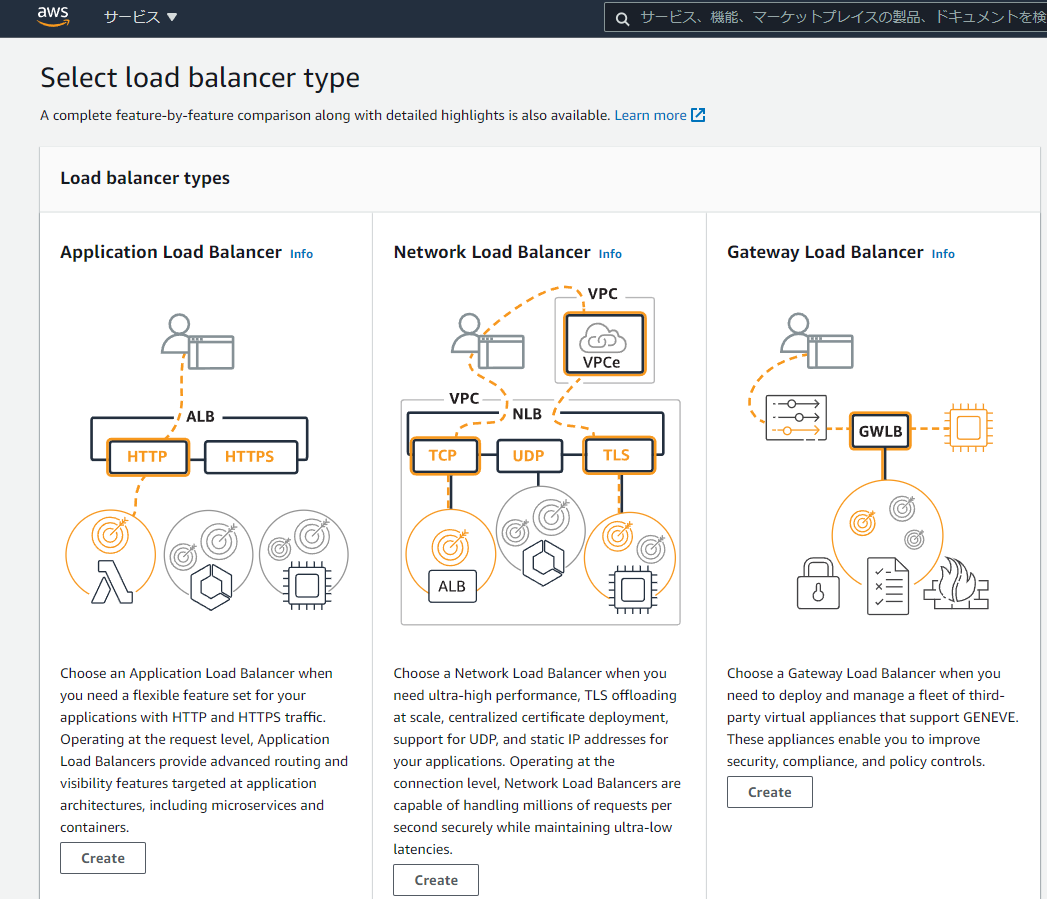 aws サービス ▼ サービス、機能、マーケットプレイスの製品、ドキュメントを検
Select load balancer type
A complete feature-by-feature comparison along with detailed highlights is also available. Learn more
Load balancer types
Application Load Balancer Info
ALB
HTTP HTTPS
Choose an Application Load Balancer when
you need a flexible feature set for your
applications with HTTP and HTTPS traffic.
Operating at the request level, Application
Load Balancers provide advanced routing and
visibility features targeted at application
architectures, including microservices and
containers.
Create
Network Load Balancer Info
VPC
VPCe
VPC
NLB
TCP UDP TLS
ALB
Choose a Network Load Balancer when you
need ultra-high performance, TLS offloading
at scale, centralized certificate deployment,
support for UDP, and static IP addresses for
your applications. Operating at the
connection level, Network Load Balancers are
capable of handling millions of requests per
second securely while maintaining ultra-low
latencies.
Create
Gateway Load Balancer Info
GWLB
Choose a Gateway Load Balancer when you
need to deploy and manage a fleet of third-
party virtual appliances that support GENEVE.
These appliances enable you to improve
security, compliance, and policy controls.
Create